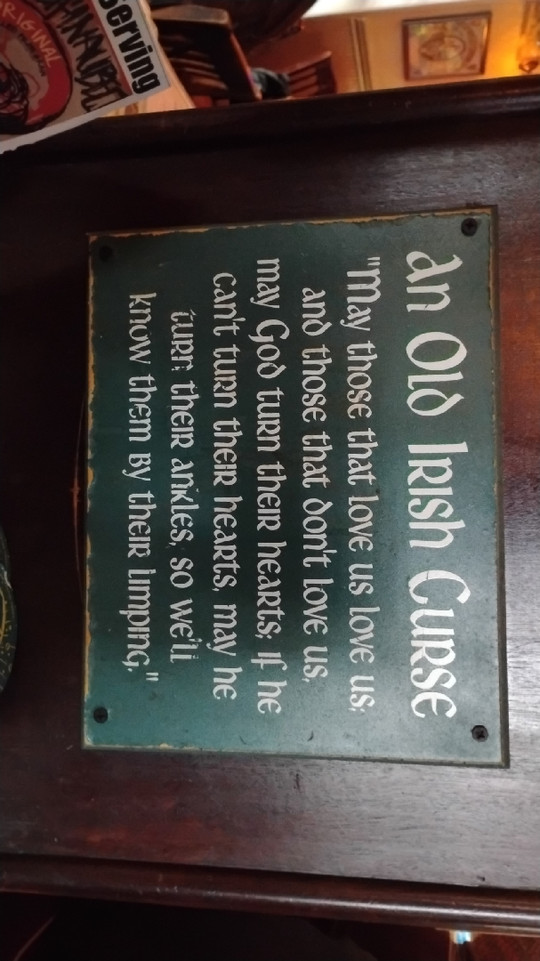 An Old Irish Curse
"May those that love us love us;
and those that don't love us,
may God turn their hearts; if he
can't turn their hearts, may he
turn their ankles, so we'll
know them by their limping,"
Serving
ORIGINAL